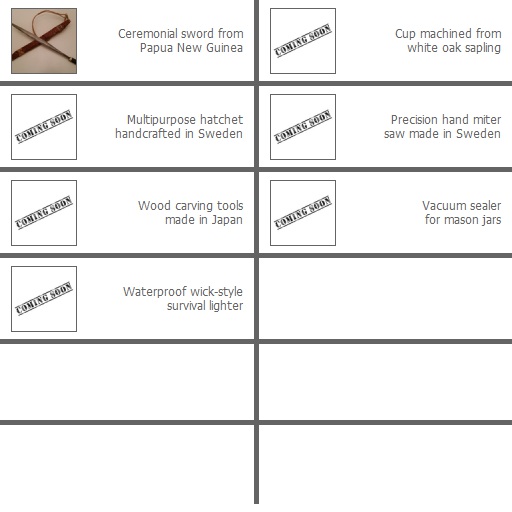 Ceremonial sword from
Papua New Guinea
COMING SOON
Cup machined from
white oak sapling
COMING SOON
Multipurpose hatchet
handcrafted in Sweden
COMING SOON
Precision hand miter
saw made in Sweden
COMING SOON
Wood carving tools
made in Japan
COMING SOON
Vacuum sealer
for mason jars
COMING SOON
Waterproof wick-style
survival lighter